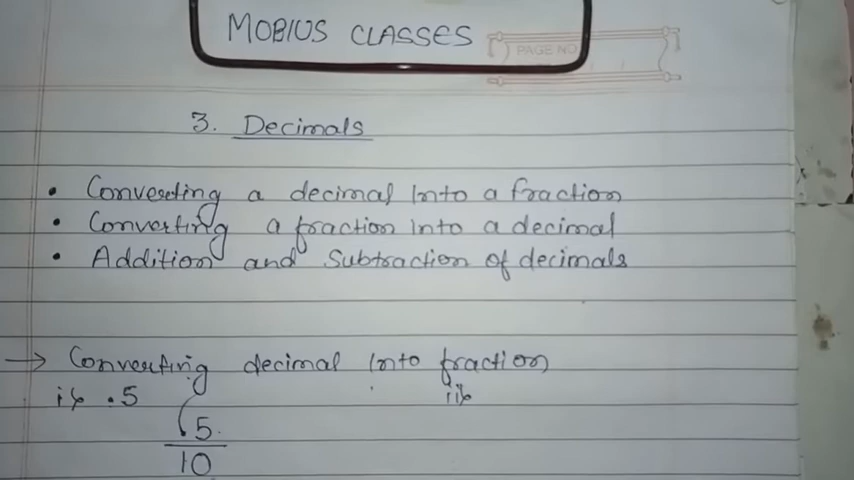 MOBIUS CLASSES
PAGE NO
3. Decimals
• Converting a decimal into a fraction
• Converting a fraction into a decimal
• Addition and Subtraction of decimals
→ Converting decimal into fraction
i) .5 ii)
5
10